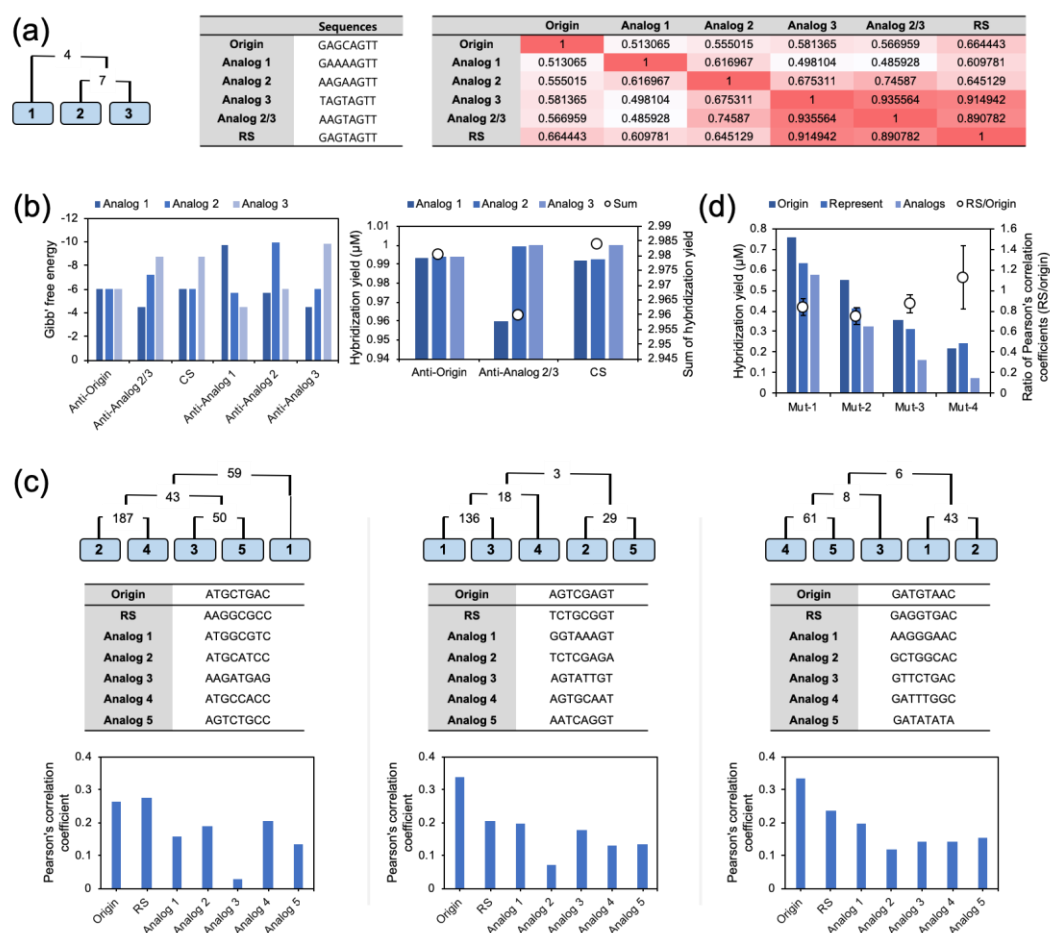 (a)
4
7
1 2 3
Sequences
Origin GAGCAGTT
Analog 1 GAAAAGTT
Analog 2 AAGAAGTT
Analog 3 TAGTAGTT
Analog 2/3 AAGTAGTT
RS GAGTAGTT
Origin Analog 1 Analog 2 Analog 3 Analog 2/3 RS
Origin 1 0.513065 0.555015 0.581365 0.566959 0.664443
Analog 1 0.513065 1 0.616967 0.498104 0.485928 0.609781
Analog 2 0.555015 0.616967 1 0.675311 0.74587 0.645129
Analog 3 0.581365 0.498104 0.675311 1 0.935564 0.914942
Analog 2/3 0.566959 0.485928 0.74587 0.935564 1 0.890782
RS 0.664443 0.609781 0.645129 0.914942 0.890782 1
(b)
Analog 1 Analog 2 Analog 3
Gibb' free energy
-12
-10
-8
-6
-4
-2
0
Anti-Origin
Anti-Analog 2/3
CS
Anti-Analog 1
Anti-Analog 2
Anti-Analog 3
Analog 1 Analog 2 Analog 3 Sum
Hybridization yield (μM)
1.01
1
0.99
0.98
0.97
0.96
0.95
0.94
Anti-Origin Anti-Analog 2/3 CS
2.99
2.985
2.98
2.975
2.97
2.965
2.96
2.955
2.95
2.945
Sum of hybridization yield
(d)
Origin Represent Analogs RS/Origin
Hybridization yield (μM)
0.8
0.7
0.6
0.5
0.4
0.3
0.2
0.1
0
Mut-1 Mut-2 Mut-3 Mut-4
1.6
1.4
1.2
1
0.8
0.6
0.4
0.2
0
Ratio of Pearson's correlation
coefficients (RS/origin)
(c)
59
43
187 50
2 4 3 5 1
Origin ATGCTGAC
RS AAGGCGCC
Analog 1 ATGGCGTC
Analog 2 ATGCATCC
Analog 3 AAGATGAG
Analog 4 ATGCCACC
Analog 5 AGTCTGCC
Pearson's correlation
coefficient
0.4
0.3
0.2
0.1
0
Origin
RS
Analog 1
Analog 2
Analog 3
Analog 4
Analog 5
3
18
136 29
1 3 4 2 5
Origin AGTCGAGT
RS TCTGCGGT
Analog 1 GGTAAAGT
Analog 2 TCTCGAGA
Analog 3 AGTATTGT
Analog 4 AGTGCAAT
Analog 5 AATCAGGT
Pearson's correlation
coefficient
0.4
0.3
0.2
0.1
0
Origin
RS
Analog 1
Analog 2
Analog 3
Analog 4
Analog 5
6
8
61 43
4 5 3 1 2
Origin GATGTAAC
RS GAGGTGAC
Analog 1 AAGGGAAC
Analog 2 GCTGGCAC
Analog 3 GTTCTGAC
Analog 4 GATTTGGC
Analog 5 GATATATA
Pearson's correlation
coefficient
0.4
0.3
0.2
0.1
0
Origin
RS
Analog 1
Analog 2
Analog 3
Analog 4
Analog 5